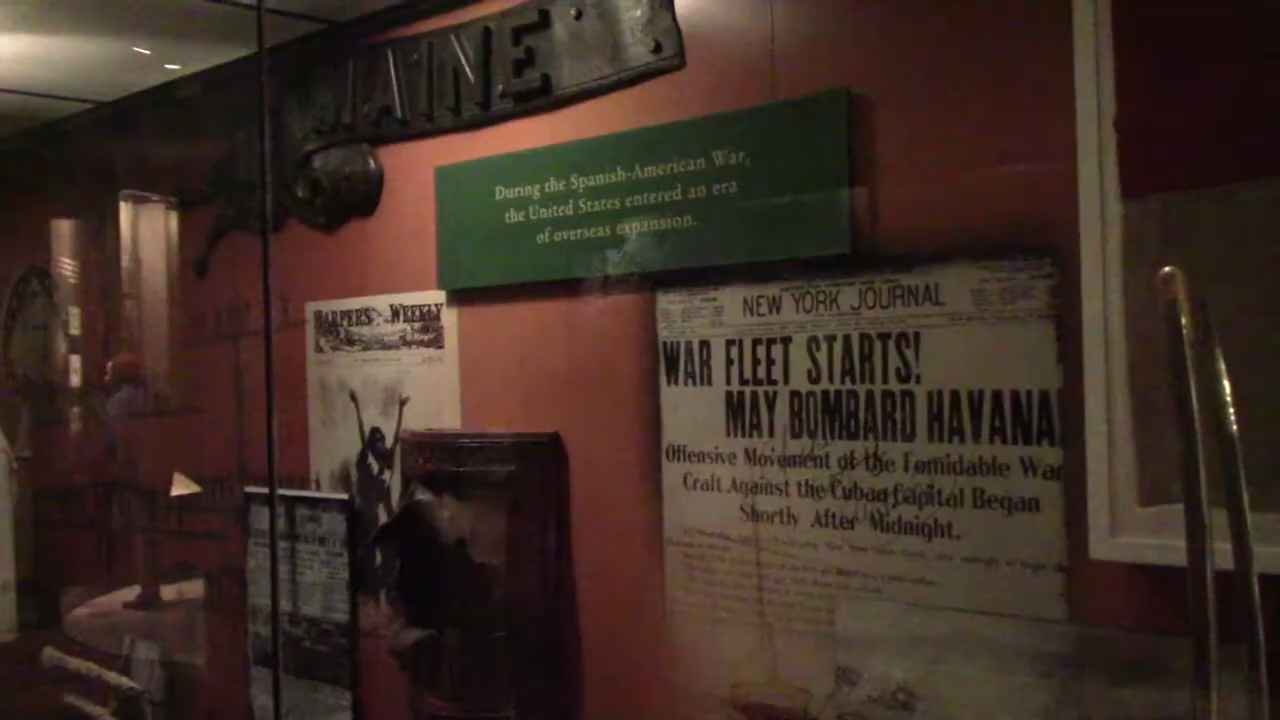 MAINE
During the Spanish-American War,
the United States entered an era
of overseas expansion.
HARPERS WEEKLY
NEW YORK JOURNAL
WAR FLEET STARTS!
MAY BOMBARD HAVANA
Offensive Movement of the Fomidable War
Craft Against the Cuban Capital Began
Shortly After Midnight.